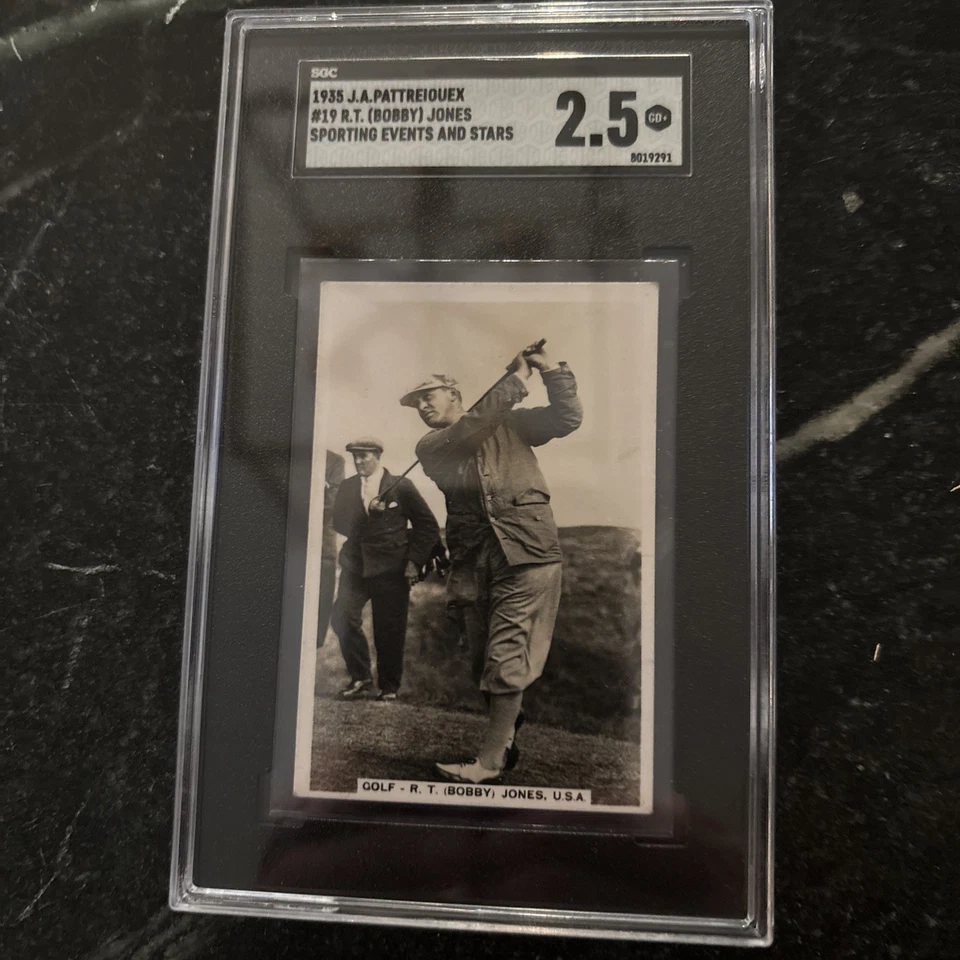 SGC
1935 J.A.PATTREIOUEX
#19 R.T. (BOBBY) JONES
SPORTING EVENTS AND STARS
2.5 GD+
8019291
GOLF - R. T. (BOBBY) JONES, U.S.A.